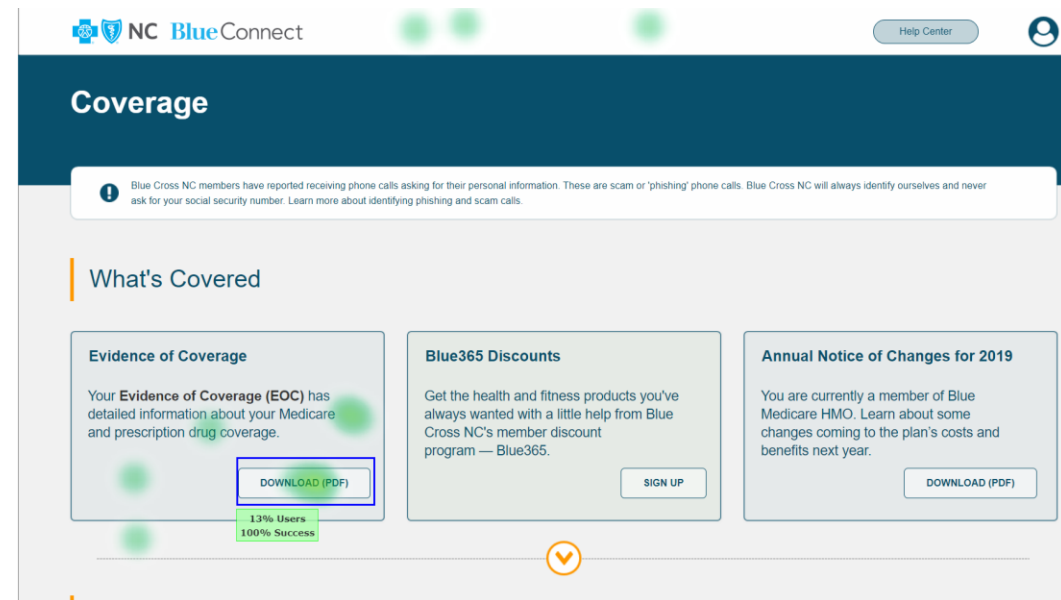 NC BlueConnect
Help Center
Coverage
Blue Cross NC members have reported receiving phone calls asking for their personal information. These are scam or 'phishing' phone calls. Blue Cross NC will always identify ourselves and never
ask for your social security number. Learn more about identifying phishing and scam calls.
What's Covered
Evidence of Coverage
Your Evidence of Coverage (EOC) has
detailed information about your Medicare
and prescription drug coverage.
DOWNLOAD (PDF)
13% Users
100% Success
Blue365 Discounts
Get the health and fitness products you've
always wanted with a little help from Blue
Cross NC's member discount
program — Blue365.
SIGN UP
Annual Notice of Changes for 2019
You are currently a member of Blue
Medicare HMO. Learn about some
changes coming to the plan’s costs and
benefits next year.
DOWNLOAD (PDF)